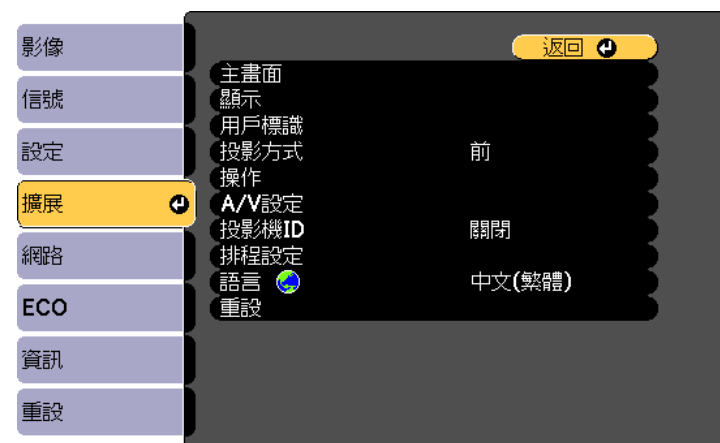 影像
信號
設定
擴展
網路
ECO
資訊
重設
返回
主畫面
顯示
用戶標識
投影方式 前
操作
A/V設定
投影機ID 關閉
排程設定
語言 中文(繁體)
重設